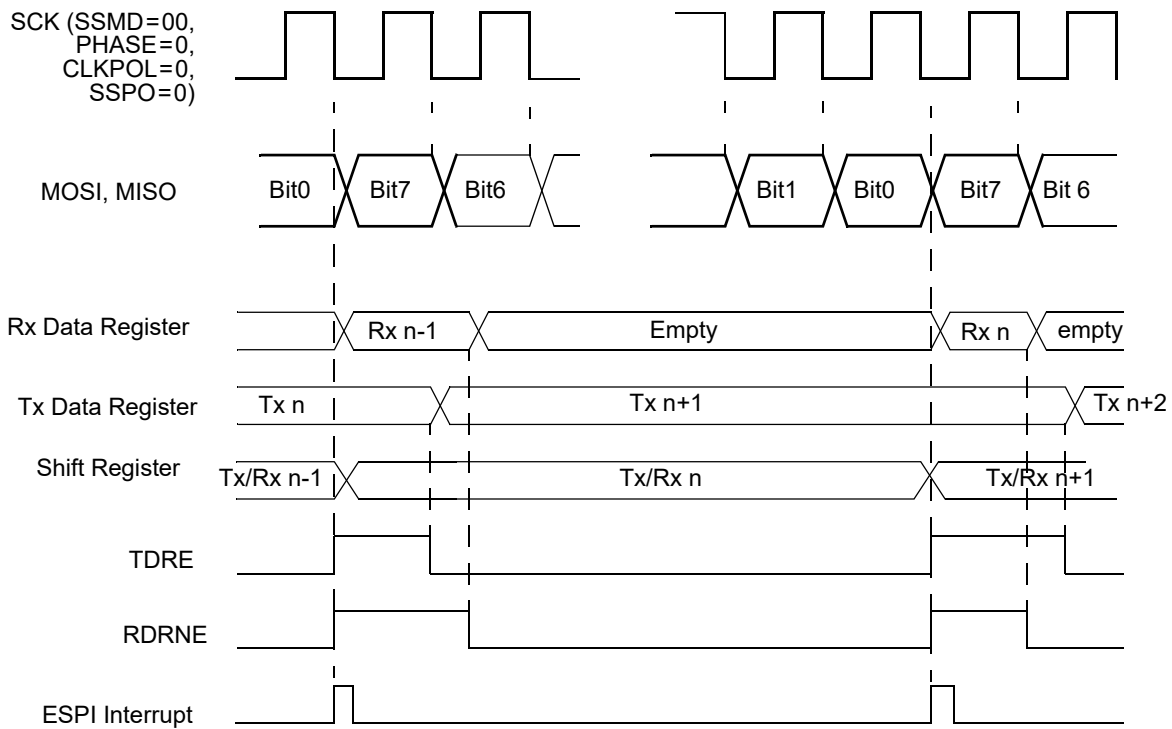 SCK (SSMD=00,
PHASE=0,
CLKPOL=0,
SSPO=0)
MOSI, MISO
Bit0
Bit7
Bit6
Bit1
Bit0
Bit7
Bit 6
Rx Data Register
Rx n-1
Empty
Rx n
empty
Tx Data Register
Tx n
Tx n+1
Tx n+2
Shift Register
Tx/Rx n-1
Tx/Rx n
Tx/Rx n+1
TDRE
RDRNE
ESPI Interrupt